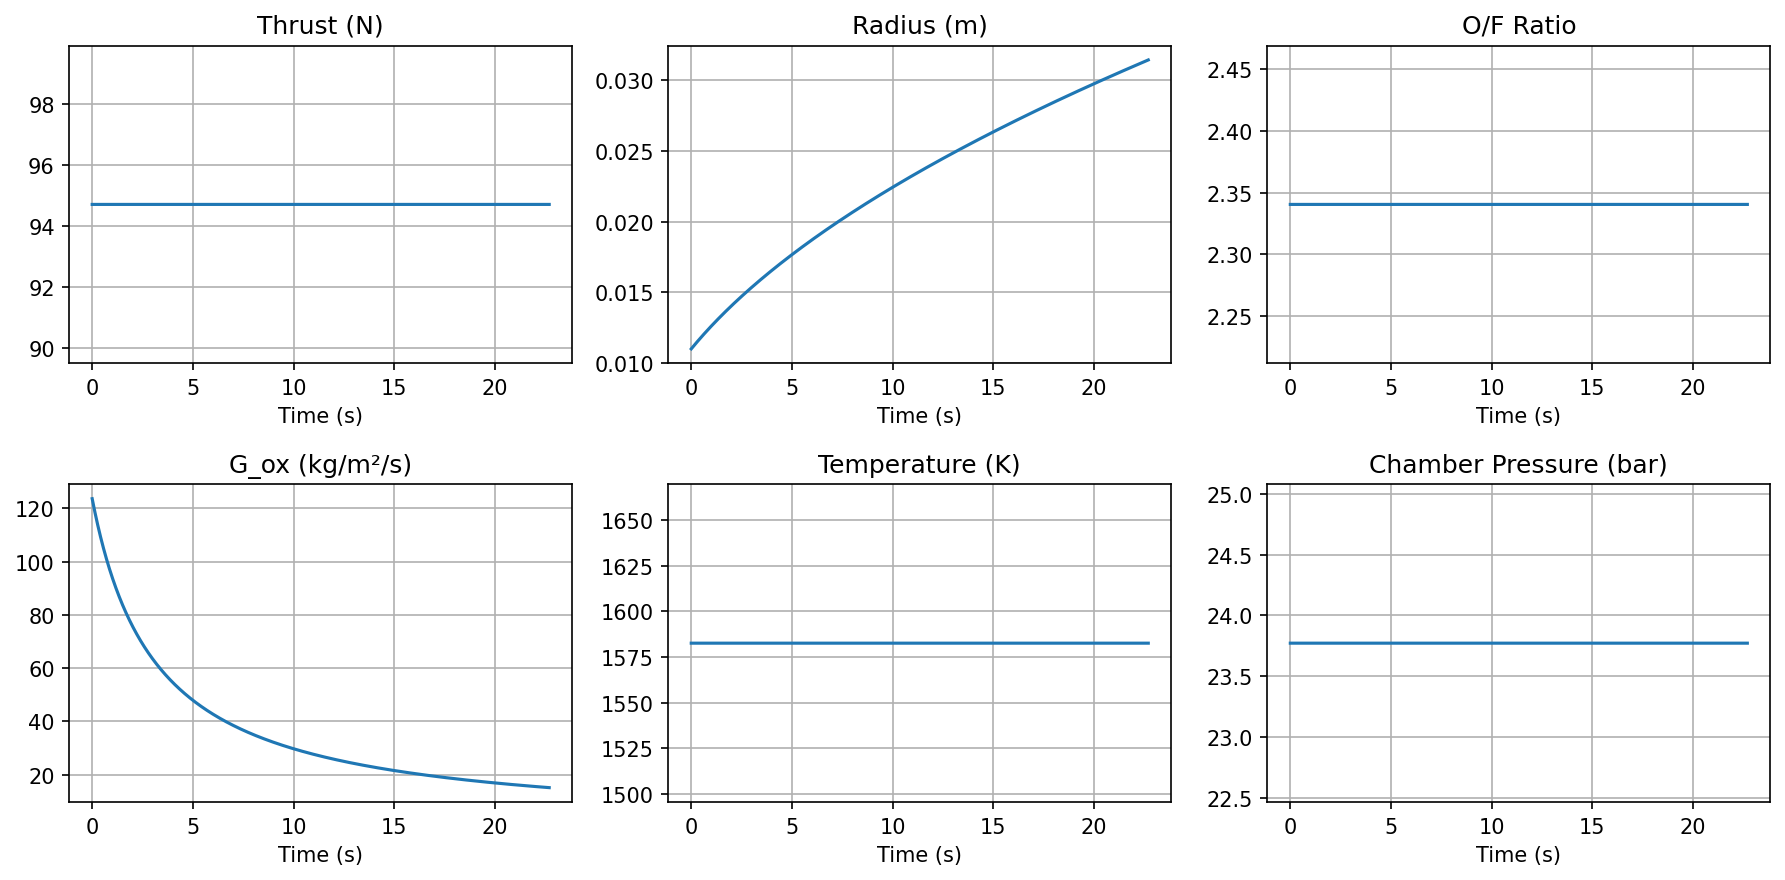 Thrust (N)
98
96
94
92
90
0 5 10 15 20
Time (s)
Radius (m)
0.030
0.025
0.020
0.015
0.010
0 5 10 15 20
Time (s)
O/F Ratio
2.45
2.40
2.35
2.30
2.25
0 5 10 15 20
Time (s)
G_ox (kg/m²/s)
120
100
80
60
40
20
0 5 10 15 20
Time (s)
Temperature (K)
1650
1625
1600
1575
1550
1525
1500
0 5 10 15 20
Time (s)
Chamber Pressure (bar)
25.0
24.5
24.0
23.5
23.0
22.5
0 5 10 15 20
Time (s)